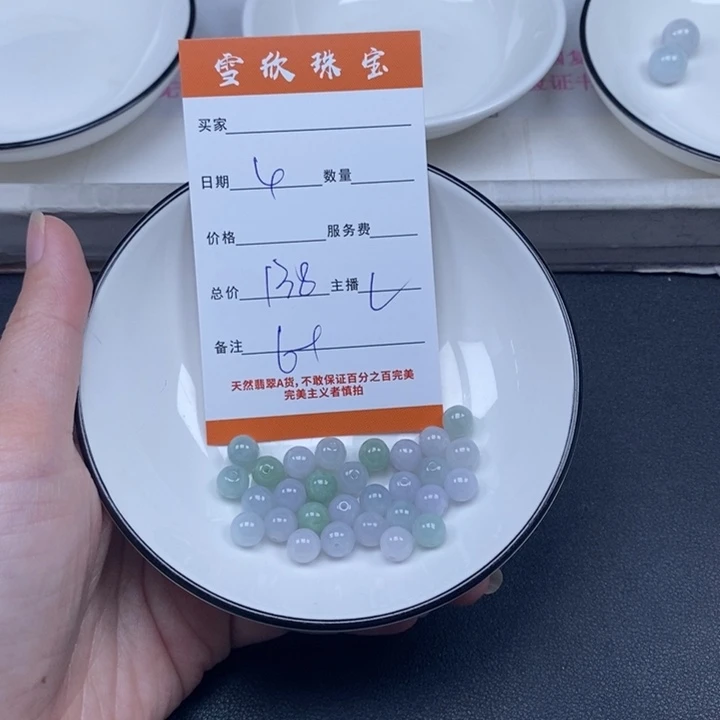 雪欣珠宝
买家
日期 6 数量
价格 服务费
总价 138 主播
备注
天然翡翠A货，不敢保证百分之百完美
完美主义者慎拍